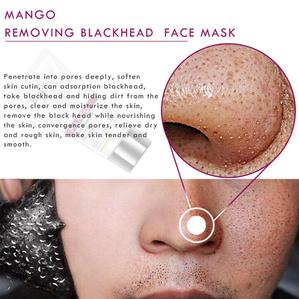 MANGO
REMOVING BLACKHEAD FACE MASK
Penetrate into pores deeply, soften
skin cutin, can adsorption blackhead,
take blackhead and hiding dirt from the
pores, clear and moisturize the skin,
remove the black head while nourishing
the skin, convergence pores, relieve dry
and rough skin, make skin tender and
smooth.